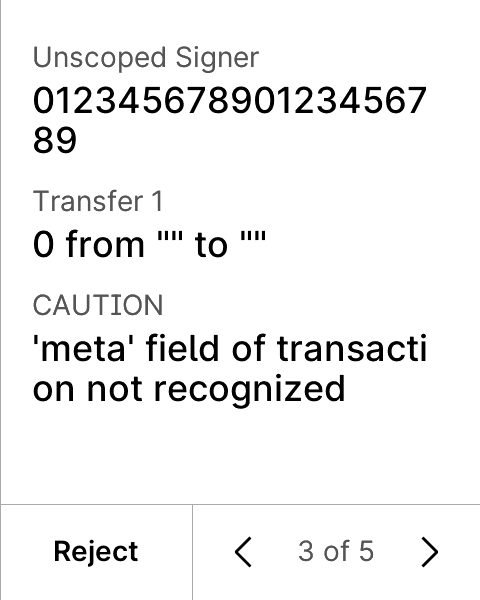 Unscoped Signer
012345678901234567
89
Transfer 1
0 from "" to ""
CAUTION
'meta' field of transacti
on not recognized
Reject
3 of 5